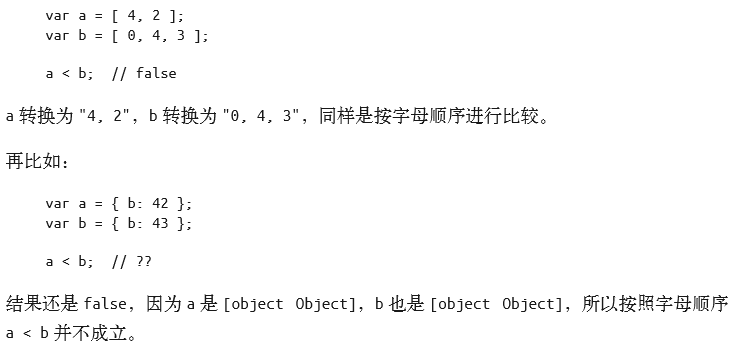 var a = [ 4, 2 ];
var b = [ 0, 4, 3 ];
a < b;  // false
a 转换为 "4, 2"，b 转换为 "0, 4, 3"，同样是按字母顺序进行比较。
再比如：
var a = { b: 42 };
var b = { b: 43 };
a < b;  // ??
结果还是 false，因为 a 是 [object Object]，b 也是 [object Object]，所以按照字母顺序
a < b 并不成立。